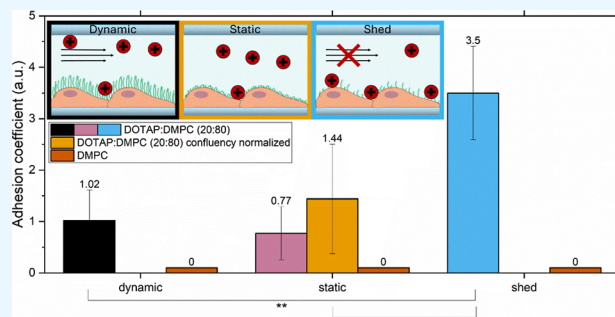 Adhesion coefficient (a.u.)
5
4
3
2
1
0
Dynamic
Static
Shed
DOTAP:DMPC (20:80)
DOTAP:DMPC (20:80) confluency normalized
DMPC
1.02
0
0.77
1.44
0
3.5
0
dynamic
static
shed
**